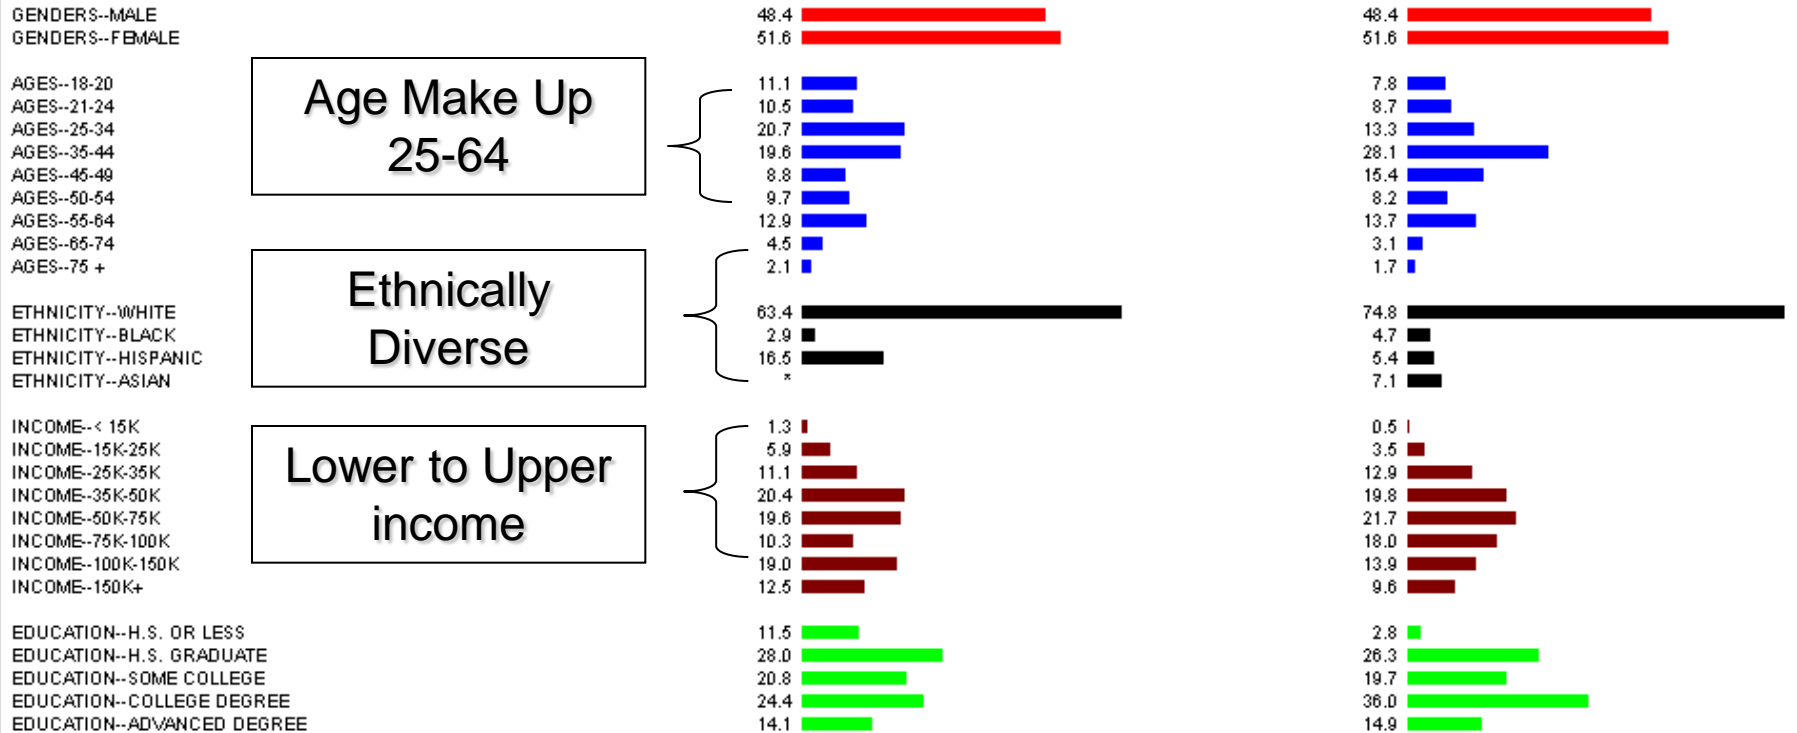 GENDERS--MALE 48.4 48.4
GENDERS--FEMALE 51.6 51.6
AGES--18-20 11.1 7.8
AGES--21-24 10.5 8.7
AGES--25-34 20.7 13.3
AGES--35-44 19.6 28.1
AGES--45-49 8.8 15.4
AGES--50-54 9.7 8.2
AGES--55-64 12.9 13.7
AGES--65-74 4.5 3.1
AGES--75 + 2.1 1.7
Age Make Up
25-64
ETHNICITY--WHITE 63.4 74.8
ETHNICITY--BLACK 2.9 4.7
ETHNICITY--HISPANIC 16.5 5.4
ETHNICITY--ASIAN * 7.1
Ethnically
Diverse
INCOME--< 15K 1.3 0.5
INCOME--15K-25K 5.9 3.5
INCOME--25K-35K 11.1 12.9
INCOME--35K-50K 20.4 19.8
INCOME--50K-75K 19.6 21.7
INCOME--75K-100K 10.3 18.0
INCOME--100K-150K 19.0 13.9
INCOME--150K+ 12.5 9.6
Lower to Upper
income
EDUCATION--H.S. OR LESS 11.5 2.8
EDUCATION--H.S. GRADUATE 28.0 26.3
EDUCATION--SOME COLLEGE 20.8 19.7
EDUCATION--COLLEGE DEGREE 24.4 36.0
EDUCATION--ADVANCED DEGREE 14.1 14.9